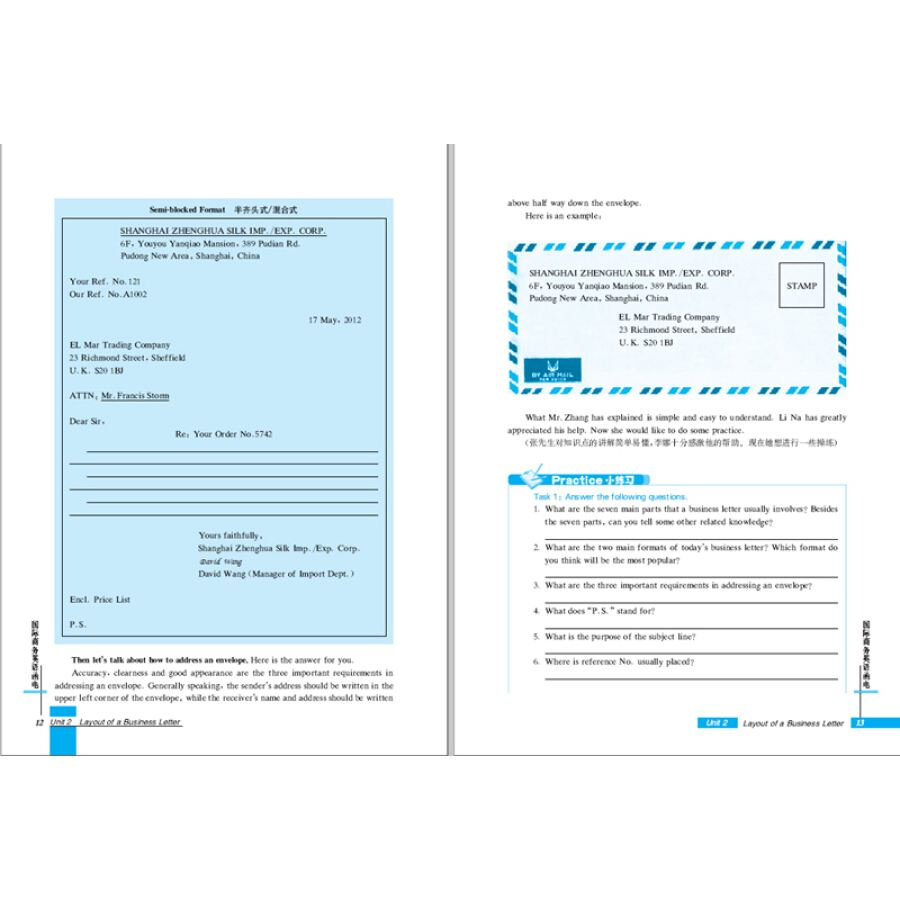 Semi-blocked Format 半齐头式/混合式
SHANGHAI ZHENGHUA SILK IMP./EXP. CORP.
6F, Youyou Yanqiao Mansion, 389 Pudian Rd.
Pudong New Area, Shanghai, China
Your Ref. No.121
Our Ref. No.A1002
17 May, 2012
EL Mar Trading Company
23 Richmond Street, Sheffield
U.K. S20 1BJ
ATTN: Mr. Francis Storm
Dear Sir,
Re: Your Order No.5742
Yours faithfully,
Shanghai Zhenghua Silk Imp./Exp. Corp.
David Wang
David Wang (Manager of Import Dept.)
Encl. Price List
P.S.
Then let's talk about how to address an envelope. Here is the answer for you.
Accuracy, clearness and good appearance are the three important requirements in
addressing an envelope. Generally speaking, the sender's address should be written in the
upper left corner of the envelope, while the receiver's name and address should be written
国际商务英语函电
12 Unit 2 Layout of a Business Letter
above half way down the envelope.
Here is an example:
SHANGHAI ZHENGHUA SILK IMP./EXP. CORP.
6F, Youyou Yanqiao Mansion, 389 Pudian Rd.
Pudong New Area, Shanghai, China
STAMP
EL Mar Trading Company
23 Richmond Street, Sheffield
U.K. S20 1BJ
BY AIR MAIL
What Mr. Zhang has explained is simple and easy to understand. Li Na has greatly
appreciated his help. Now she would like to do some practice.
(张先生对知识点的讲解简单易懂,李娜十分感激他的帮助。现在她想进行一些操练)
Practice 小练习
Task 1: Answer the following questions.
1. What are the seven main parts that a business letter usually involves? Besides
the seven parts, can you tell some other related knowledge?
2. What are the two main formats of today's business letter? Which format do
you think will be the most popular?
3. What are the three important requirements in addressing an envelope?
4. What does "P.S." stand for?
5. What is the purpose of the subject line?
6. Where is reference No. usually placed?
国际商务英语函电
Unit 2 Layout of a Business Letter 13